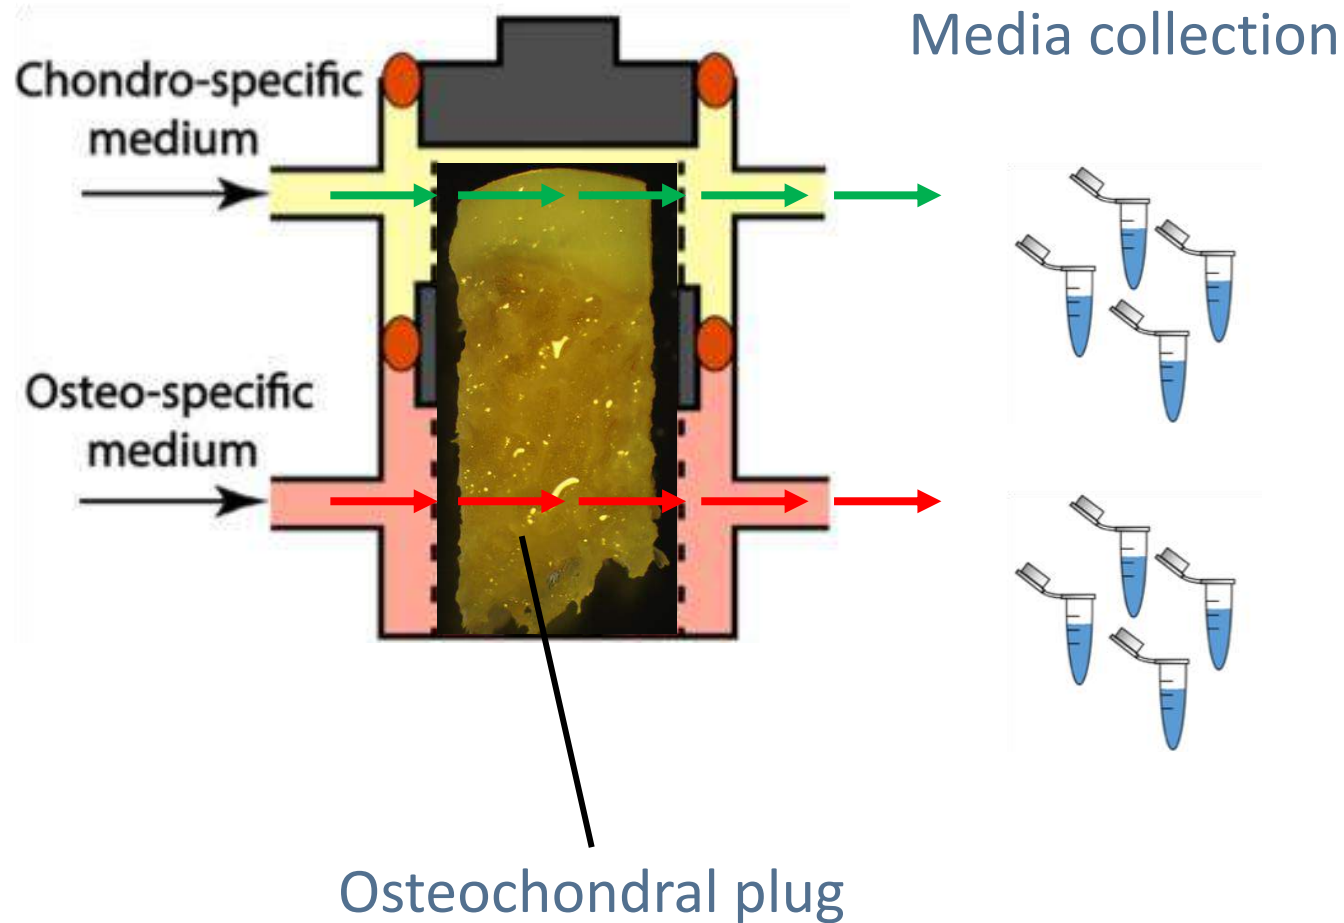 Media collection
Chondro-specific
medium
Osteo-specific
medium
Osteochondral plug